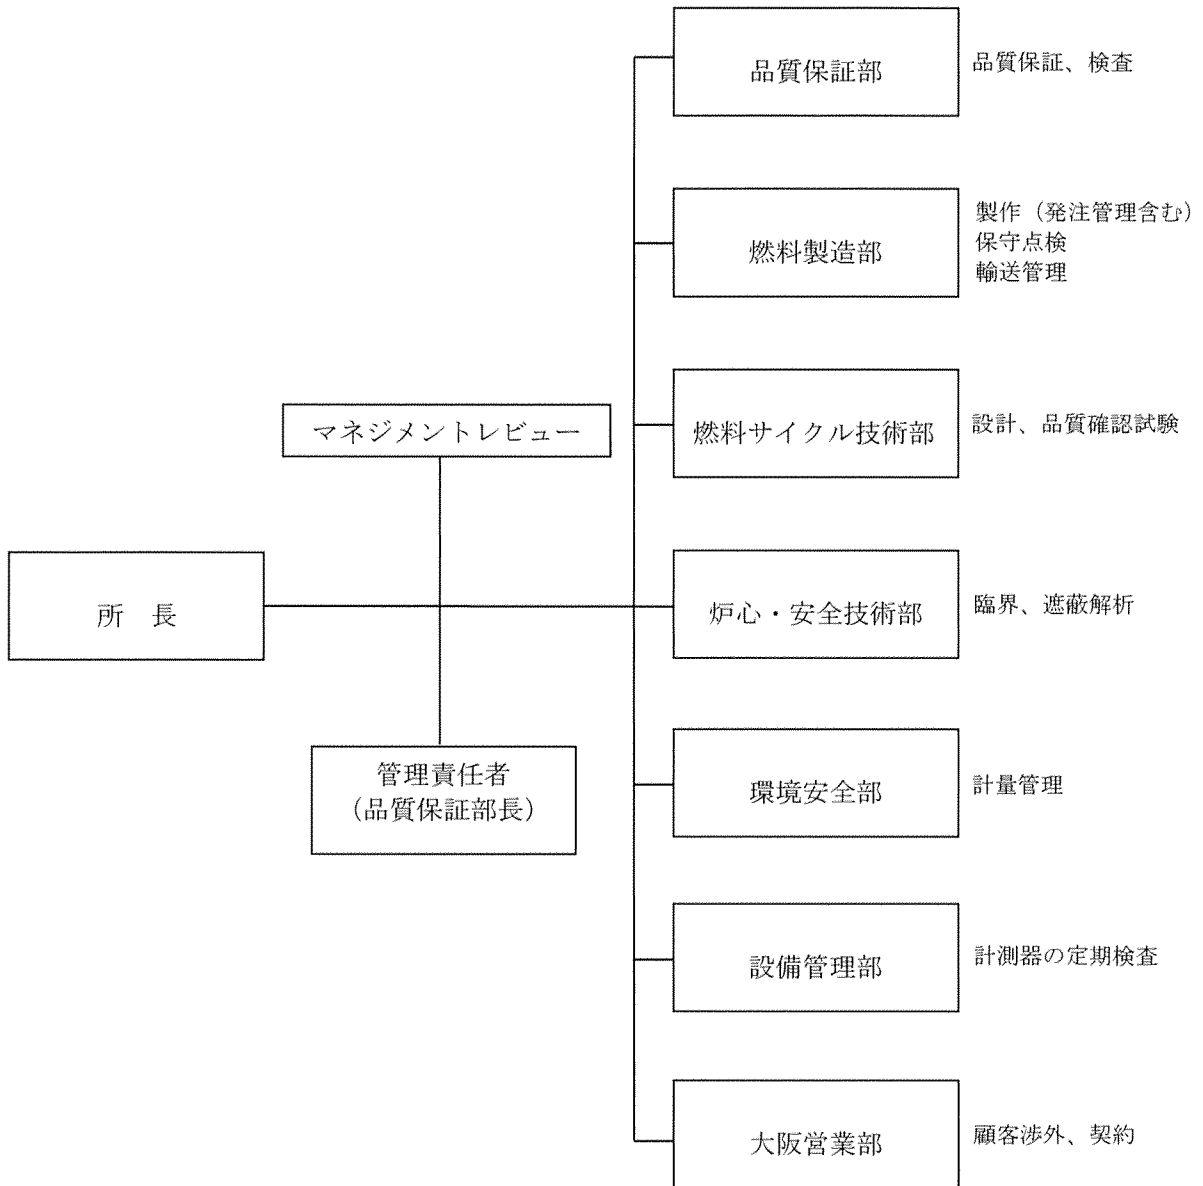 品質保証部
品質保証、検査
燃料製造部
製作（発注管理含む）
保守点検
輸送管理
マネジメントレビュー
燃料サイクル技術部
設計、品質確認試験
所　長
炉心・安全技術部
臨界、遮蔽解析
管理責任者
（品質保証部長）
環境安全部
計量管理
設備管理部
計測器の定期検査
大阪営業部
顧客渉外、契約